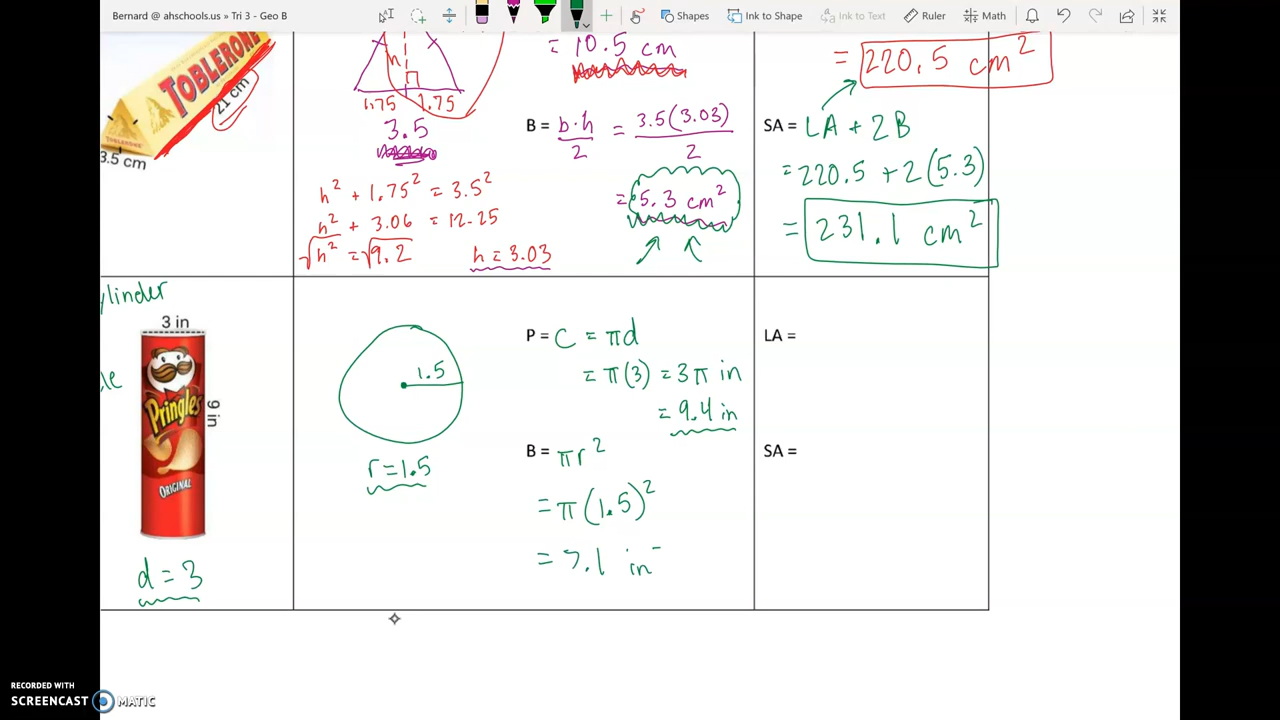 Bernard @ ahschools.us » Tri 3 - Geo B
Shapes
Ink to Shape
Ink to Text
Ruler
Math
TOBLERONE
21 cm
3.5 cm
h
1.75 1.75
3.5
h² + 1.75² = 3.5²
h² + 3.06 = 12.25
√h² = √9.2
h = 3.03
= 10.5 cm
B = b·h/2 = 3.5(3.03)/2
= 5.3 cm²
= 220.5 cm²
SA = LA + 2B
= 220.5 + 2(5.3)
= 231.1 cm²
ylinder
3 in
Pringles
ORIGINAL
9 in
le
d = 3
1.5
r = 1.5
P = C = πd
= π(3) = 3π in
= 9.4 in
B = πr²
= π(1.5)²
= 7.1 in
LA =
SA =
RECORDED WITH
SCREENCAST MATIC